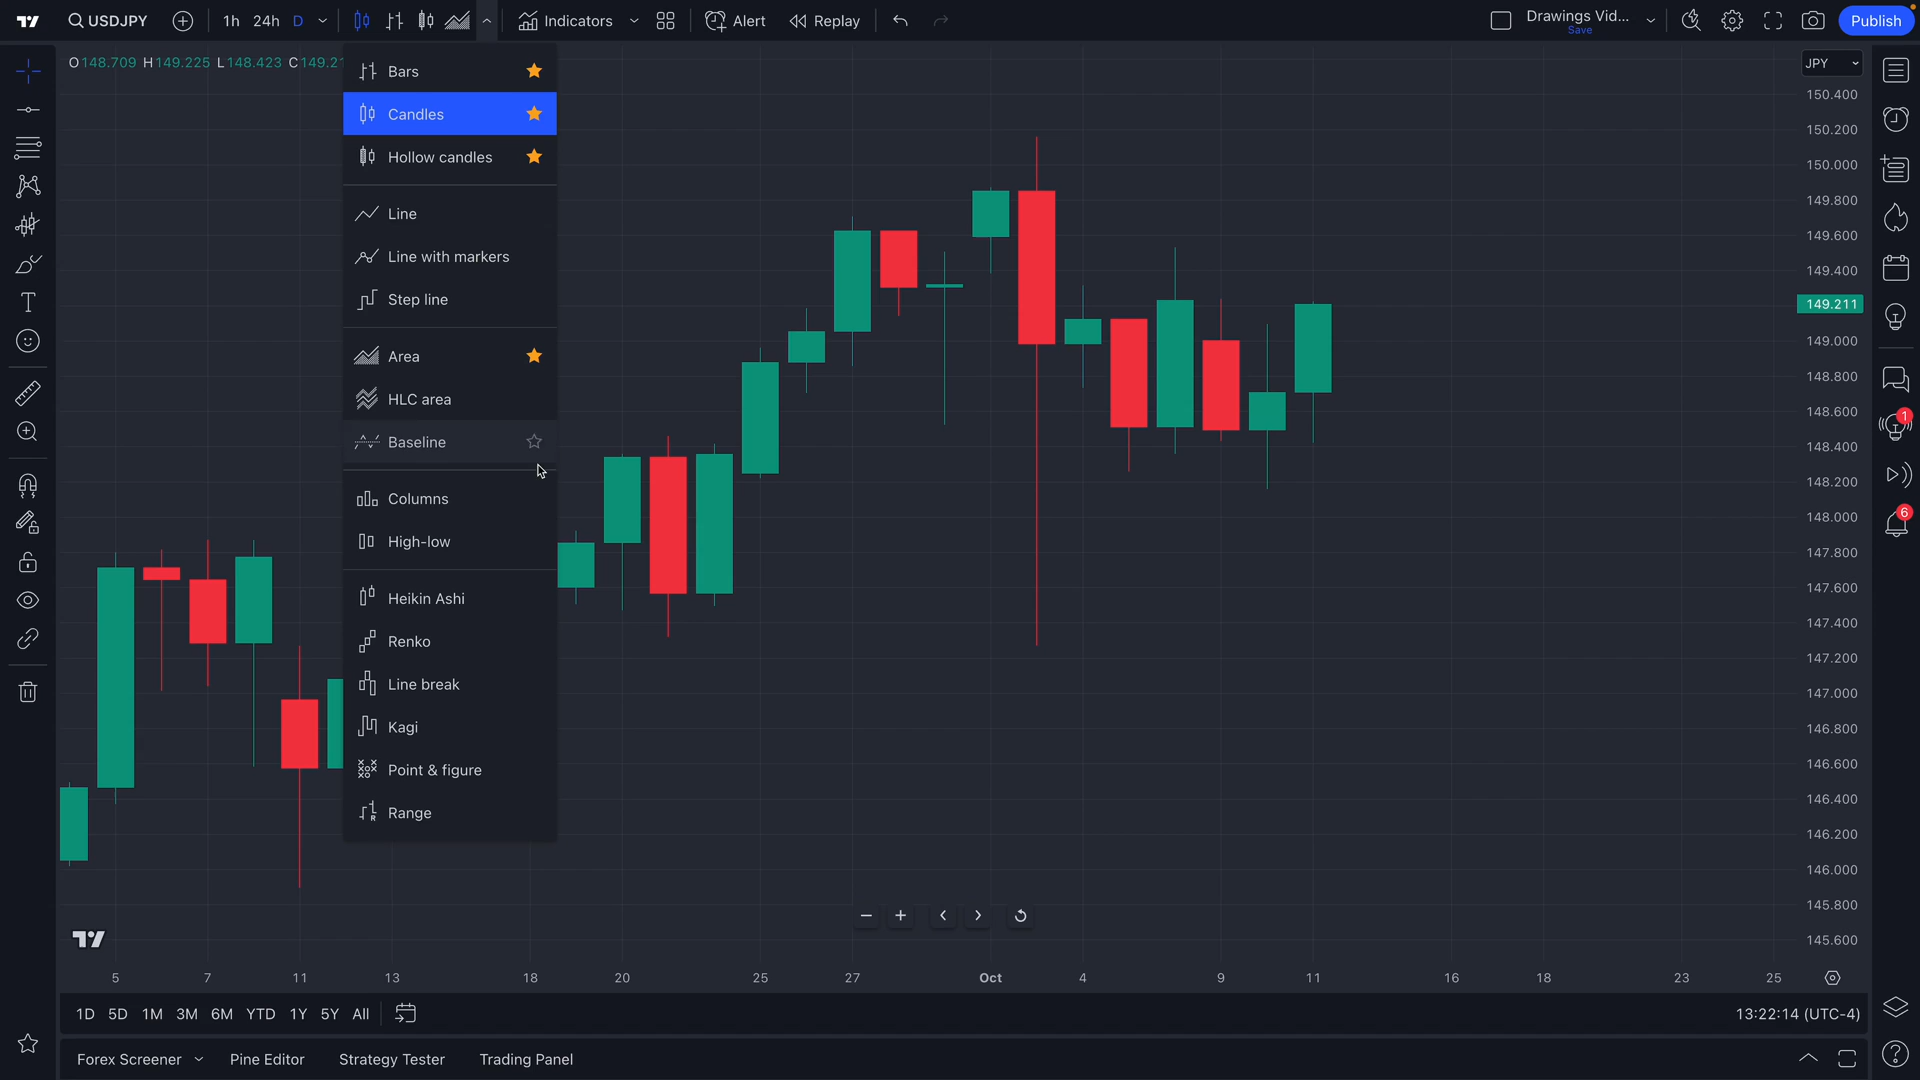 USDJPY
1h 24h D
Indicators
Alert
Replay
Drawings Vid...
Save
Publish
O148.709 H149.225 L148.423 C149.21
JPY
Bars
Candles
Hollow candles
Line
Line with markers
Step line
Area
HLC area
Baseline
Columns
High-low
Heikin Ashi
Renko
Line break
Kagi
Point & figure
Range
150.400
150.200
150.000
149.800
149.600
149.400
149.211
149.000
148.800
148.600
148.400
148.200
148.000
147.800
147.600
147.400
147.200
147.000
146.800
146.600
146.400
146.200
146.000
145.800
145.600
1
6
5 7 11 13 18 20 25 27 Oct 4 9 11 16 18 23 25
1D 5D 1M 3M 6M YTD 1Y 5Y All
13:22:14 (UTC-4)
Forex Screener Pine Editor Strategy Tester Trading Panel